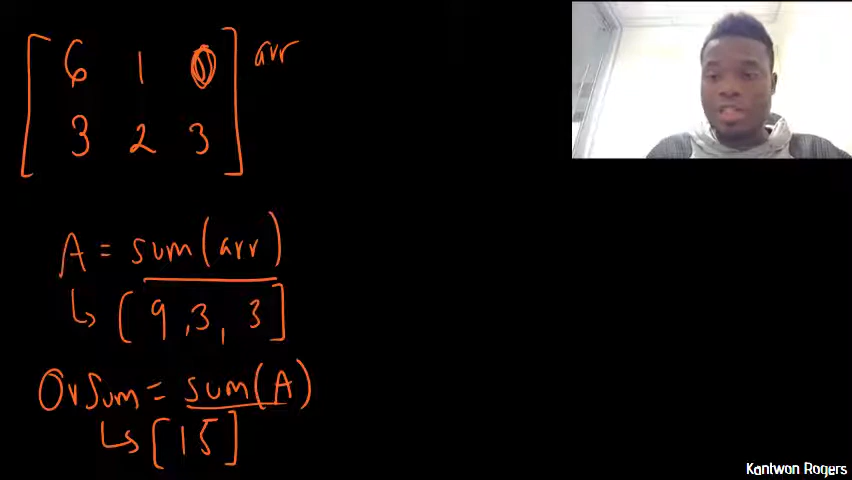 [6 1 0] arr
[3 2 3]
A = sum(arr)
↳ [9, 3, 3]
OvSum = sum(A)
↳ [15]
Kantwon Rogers